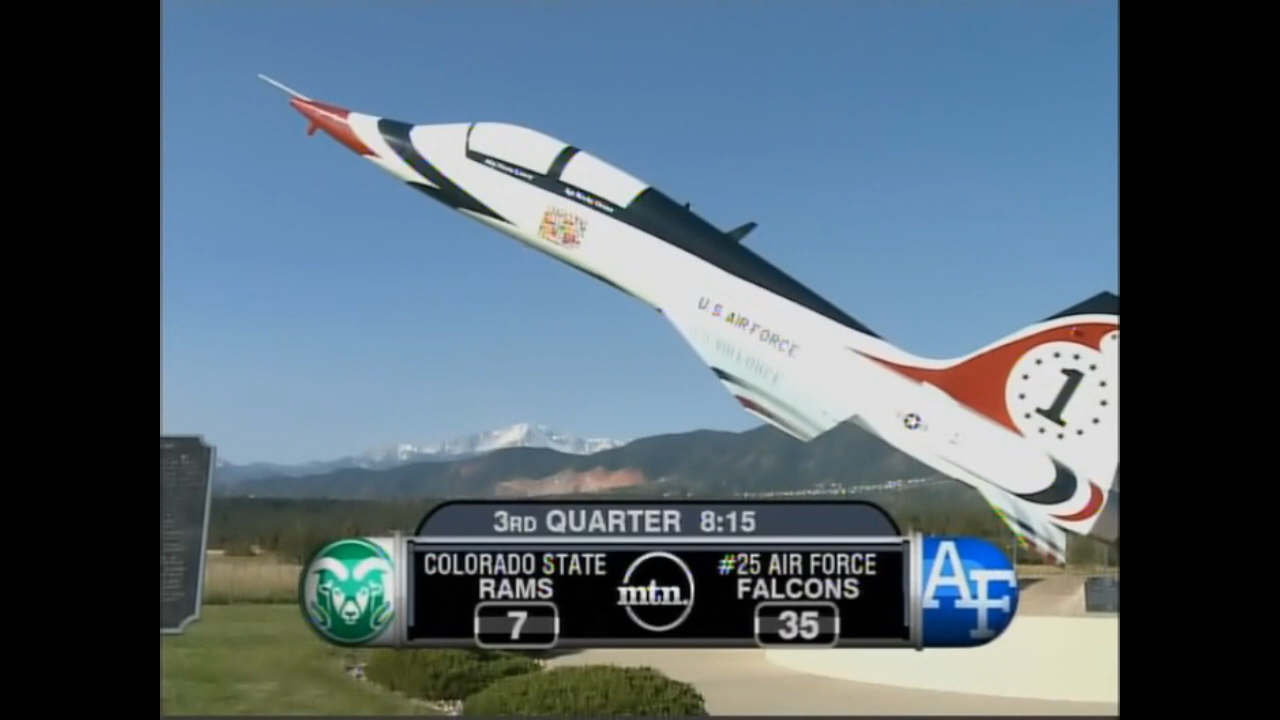 U.S. AIR FORCE
1
3RD QUARTER 8:15
COLORADO STATE
RAMS
7
mtn.
#25 AIR FORCE
FALCONS
35
AF